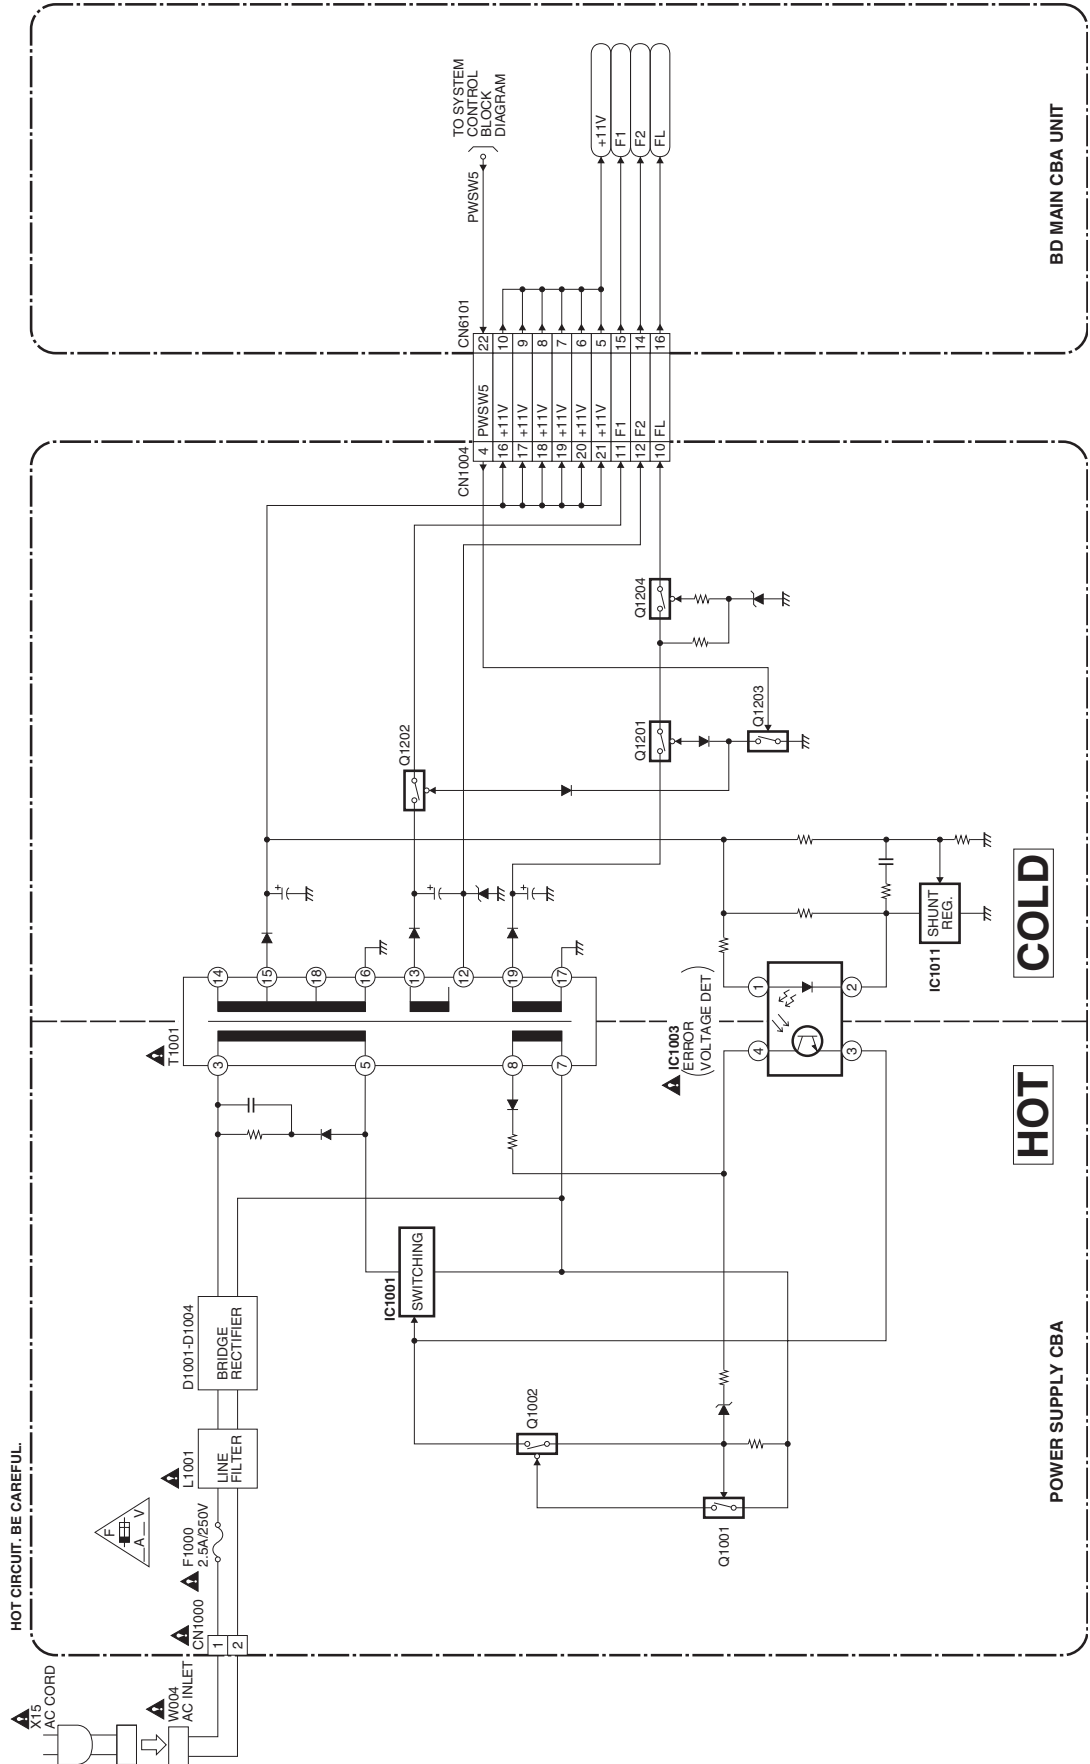 HOT CIRCUIT. BE CAREFUL.
X15
AC CORD
W004
AC INLET
CN1000
1
2
F1000
2.5A/250V
F
A V
L1001
LINE
FILTER
D1001-D1004
BRIDGE
RECTIFIER
T1001
3
5
8
7
14
15
18
16
13
12
19
17
IC1001
SWITCHING
Q1002
Q1001
IC1003
ERROR
VOLTAGE DET
4
3
1
2
SHUNT
REG.
IC1011
Q1202
Q1201
Q1203
Q1204
HOT
COLD
POWER SUPPLY CBA
CN1004
CN6101
4 PWSW5 22
16 +11V 10
17 +11V 9
18 +11V 8
19 +11V 7
20 +11V 6
21 +11V 5
11 F1 15
12 F2 14
10 FL 16
PWSW5
TO SYSTEM
CONTROL
BLOCK
DIAGRAM
+11V
F1
F2
FL
BD MAIN CBA UNIT